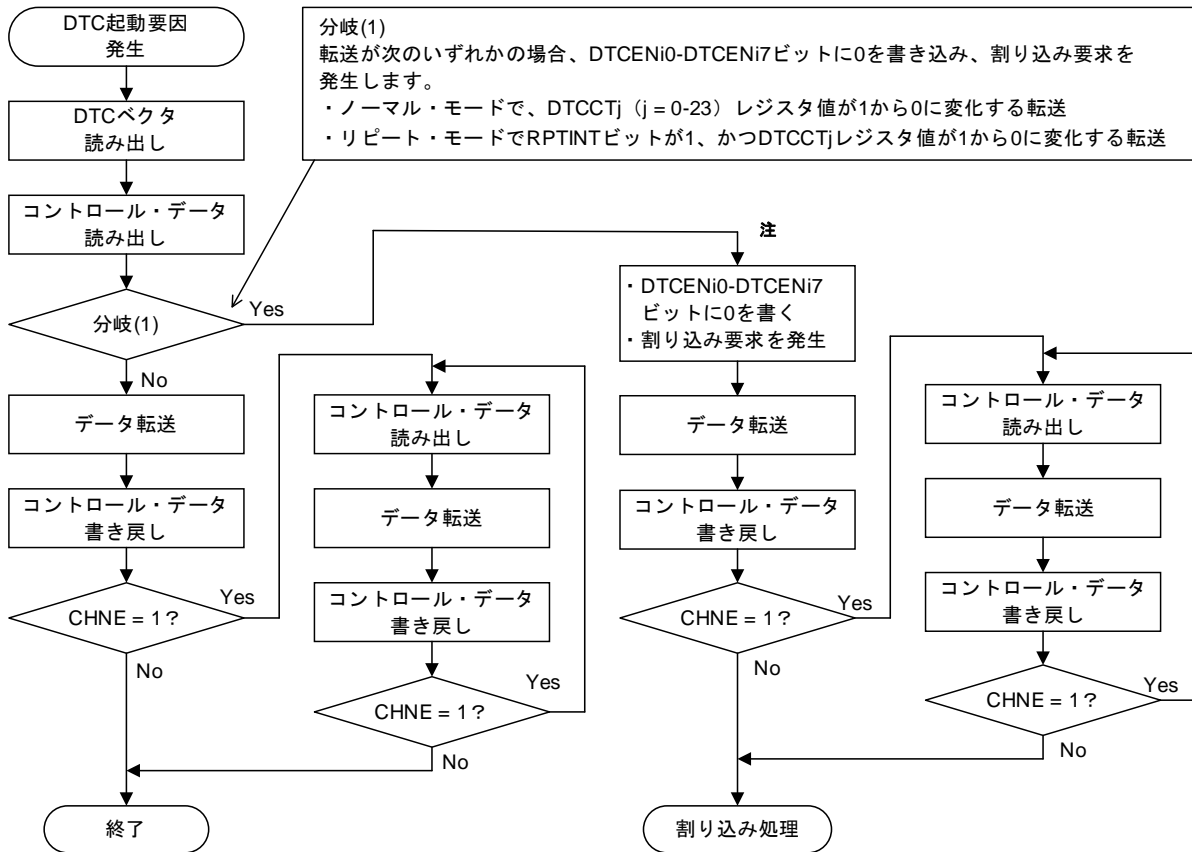 DTC起動要因
発生
分岐(1)
転送が次のいずれかの場合、DTCENi0-DTCENi7ビットに0を書き込み、割り込み要求を
発生します。
・ノーマル・モードで、DTCCTj（j = 0-23）レジスタ値が1から0に変化する転送
・リピート・モードでRPTINTビットが1、かつDTCCTjレジスタ値が1から0に変化する転送
DTCベクタ
読み出し
コントロール・データ
読み出し
分岐(1)
Yes
No
データ転送
コントロール・データ
書き戻し
CHNE = 1？
Yes
No
コントロール・データ
読み出し
データ転送
コントロール・データ
書き戻し
CHNE = 1？
Yes
No
終了
注
・DTCENi0-DTCENi7
ビットに0を書く
・割り込み要求を発生
データ転送
コントロール・データ
書き戻し
CHNE = 1？
Yes
No
コントロール・データ
読み出し
データ転送
コントロール・データ
書き戻し
CHNE = 1？
Yes
No
割り込み処理